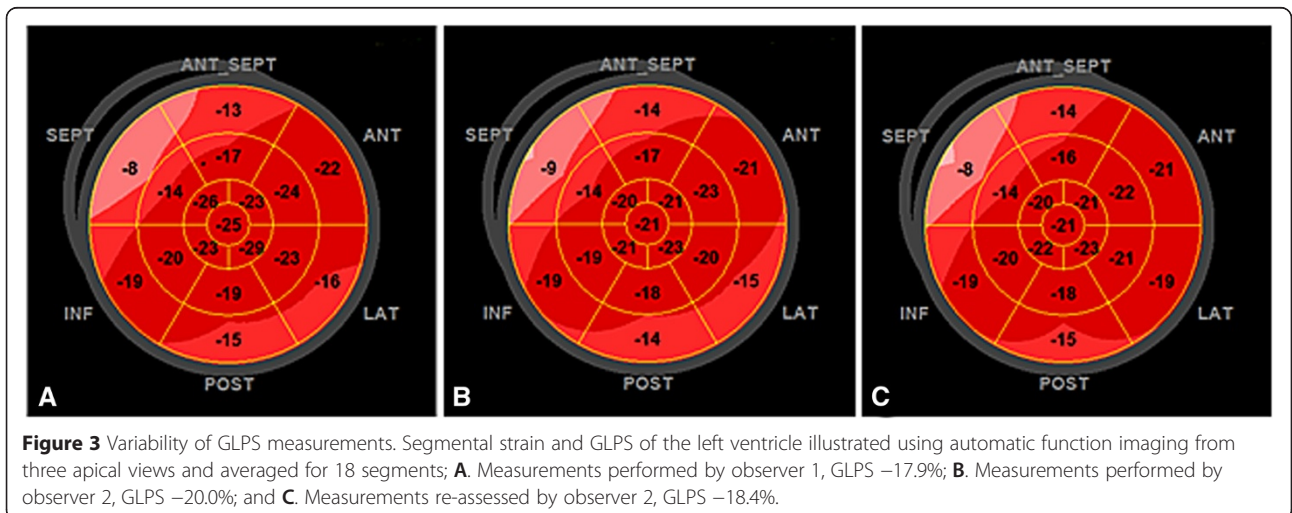 ANT_SEPT
SEPT
ANT
-13
-8
-22
-17
-14
-24
-26
-23
-25
-23
-29
-20
-23
-19
-16
-19
-15
INF
LAT
POST
A
ANT_SEPT
SEPT
ANT
-14
-9
-21
-17
-14
-23
-20
-21
-21
-21
-23
-19
-20
-19
-15
-18
-14
INF
LAT
POST
B
ANT_SEPT
SEPT
ANT
-14
-8
-21
-16
-14
-22
-20
-21
-21
-22
-23
-20
-21
-19
-19
-18
-15
INF
LAT
POST
C
Figure 3 Variability of GLPS measurements. Segmental strain and GLPS of the left ventricle illustrated using automatic function imaging from
three apical views and averaged for 18 segments; A. Measurements performed by observer 1, GLPS −17.9%; B. Measurements performed by
observer 2, GLPS −20.0%; and C. Measurements re-assessed by observer 2, GLPS −18.4%.